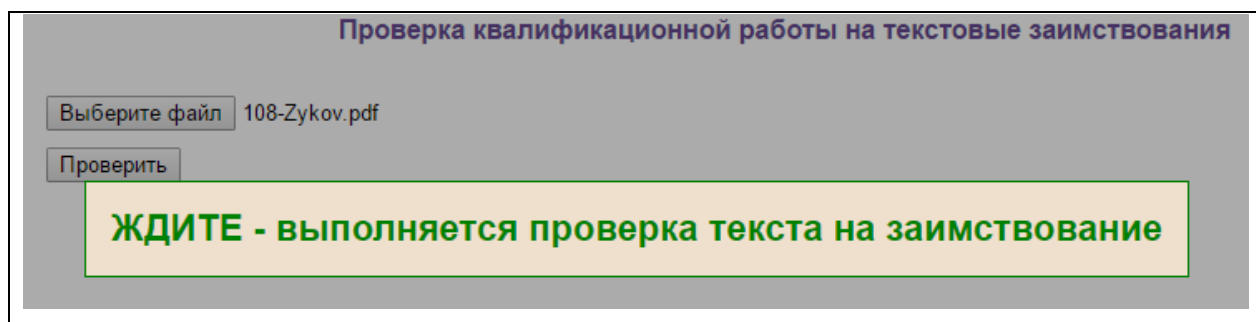 Проверка квалификационной работы на текстовые заимствования
Выберите файл 108-Zykov.pdf
Проверить
ЖДИТЕ - выполняется проверка текста на заимствование